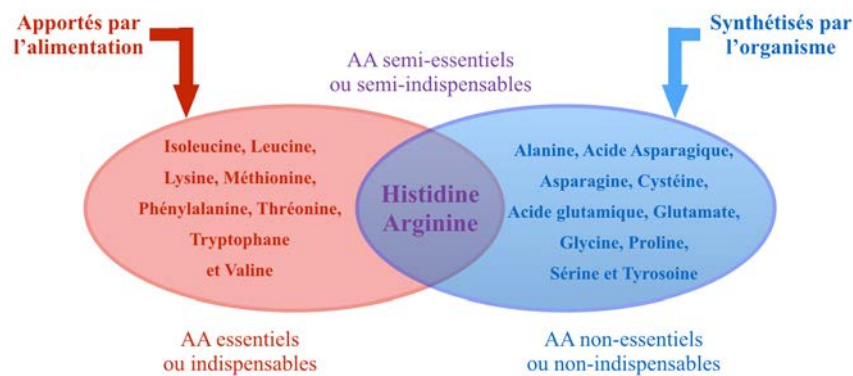 Apportés par
l’alimentation
Synthétisés par
l’organisme
AA semi-essentiels
ou semi-indispensables
Isoleucine, Leucine,
Lysine, Méthionine,
Phénylalanine, Thréonine,
Tryptophane
et Valine
Histidine
Arginine
Alanine, Acide Asparagique,
Asparagine, Cystéine,
Acide glutamique, Glutamate,
Glycine, Proline,
Sérine et Tyrosoine
AA essentiels
ou indispensables
AA non-essentiels
ou non-indispensables